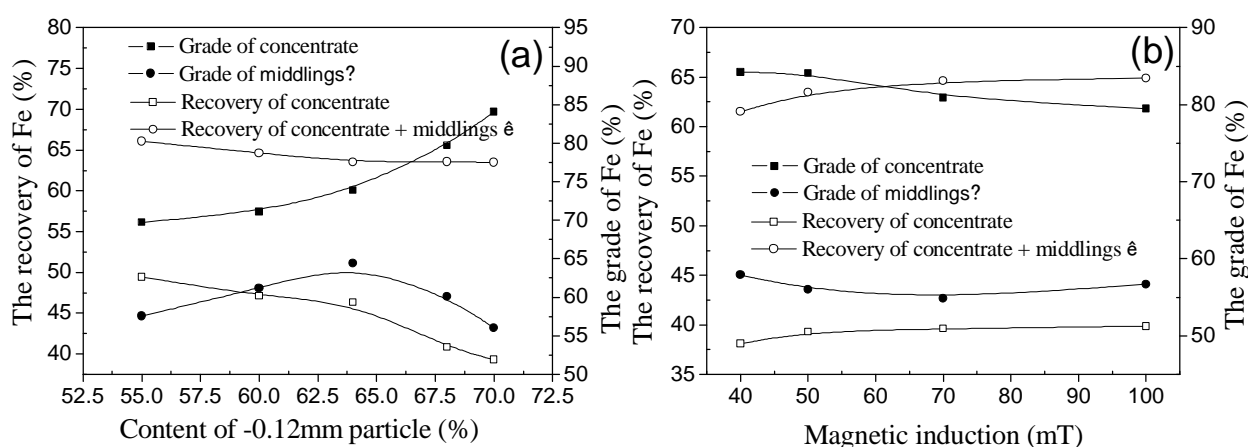 80
75
70
65
60
55
50
45
40
The recovery of Fe (%)
Grade of concentrate
Grade of middlings?
Recovery of concentrate
Recovery of concentrate + middlings ê
(a)
95
90
85
80
75
70
65
60
55
50
The grade of Fe (%)
52.5 55.0 57.5 60.0 62.5 65.0 67.5 70.0 72.5
Content of -0.12mm particle (%)
70
65
60
55
50
45
40
35
The recovery of Fe (%)
(b)
Grade of concentrate
Grade of middlings?
Recovery of concentrate
Recovery of concentrate + middlings ê
90
80
70
60
50
The grade of Fe (%)
40 50 60 70 80 90 100
Magnetic induction (mT)